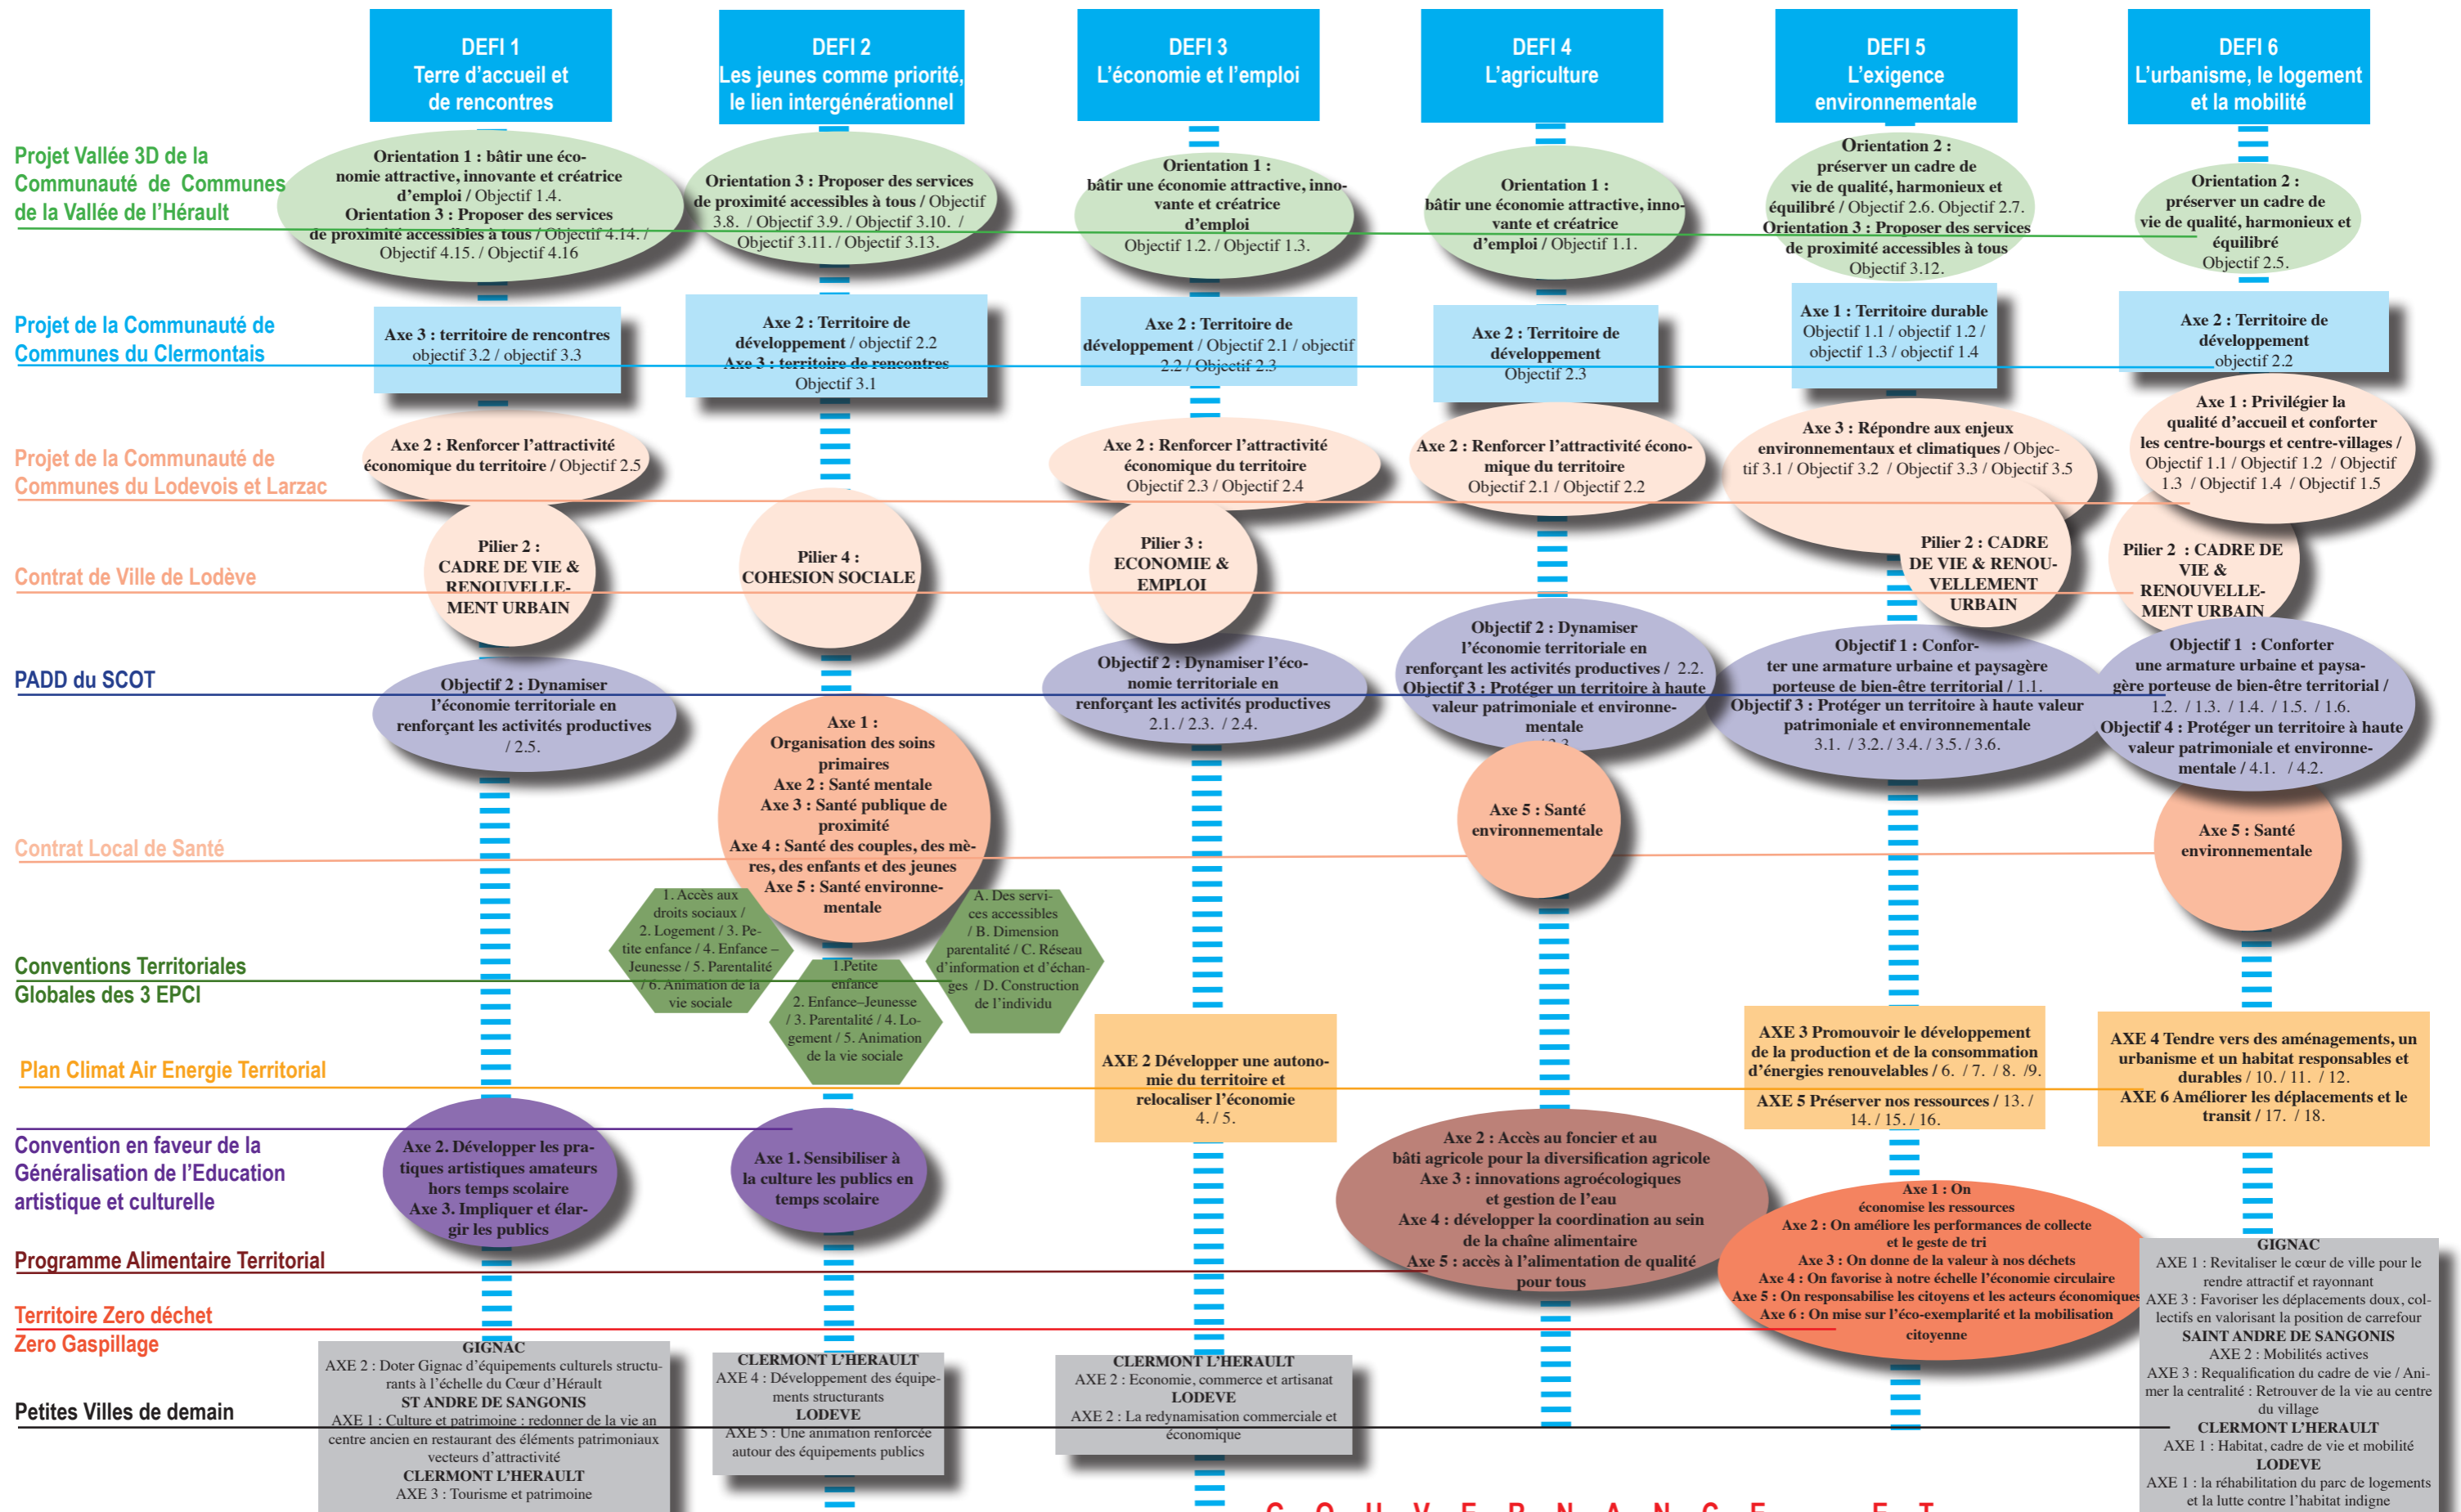 DEFI 1
Terre d'accueil et
de rencontres
DEFI 2
Les jeunes comme priorité,
le lien intergénérationnel
DEFI 3
L'économie et l'emploi
DEFI 4
L'agriculture
DEFI 5
L'exigence
environnementale
DEFI 6
L'urbanisme, le logement
et la mobilité
Projet Vallée 3D de la
Communauté de Communes
de la Vallée de l'Hérault
Orientation 1 : bâtir une éco-
nomie attractive, innovante et créatrice
d'emploi / Objectif 1.4.
Orientation 3 : Proposer des services
de proximité accessibles à tous / Objectif 4.14. /
Objectif 4.15. / Objectif 4.16
Orientation 3 : Proposer des services
de proximité accessibles à tous / Objectif
3.8. / Objectif 3.9. / Objectif 3.10. /
Objectif 3.11. / Objectif 3.13.
Orientation 1 :
bâtir une économie attractive, inno-
vante et créatrice
d'emploi
Objectif 1.2. / Objectif 1.3.
Orientation 1 :
bâtir une économie attractive, inno-
vante et créatrice
d'emploi / Objectif 1.1.
Orientation 2 :
préserver un cadre de
vie de qualité, harmonieux et
équilibré / Objectif 2.6. Objectif 2.7.
Orientation 3 : Proposer des services
de proximité accessibles à tous
Objectif 3.12.
Orientation 2 :
préserver un cadre de
vie de qualité, harmonieux et
équilibré
Objectif 2.5.
Projet de la Communauté de
Communes du Clermontais
Axe 3 : territoire de rencontres
objectif 3.2 / objectif 3.3
Axe 2 : Territoire de
développement / objectif 2.2
Axe 3 : territoire de rencontres
Objectif 3.1
Axe 2 : Territoire de
développement / Objectif 2.1 / objectif
2.2 / Objectif 2.3
Axe 2 : Territoire de
développement
Objectif 2.3
Axe 1 : Territoire durable
Objectif 1.1 / objectif 1.2 /
objectif 1.3 / objectif 1.4
Axe 2 : Territoire de
développement
objectif 2.2
Projet de la Communauté de
Communes du Lodevois et Larzac
Axe 2 : Renforcer l'attractivité
économique du territoire / Objectif 2.5
Axe 2 : Renforcer l'attractivité
économique du territoire
Objectif 2.3 / Objectif 2.4
Axe 2 : Renforcer l'attractivité écono-
mique du territoire
Objectif 2.1 / Objectif 2.2
Axe 3 : Répondre aux enjeux
environnementaux et climatiques / Objec-
tif 3.1 / Objectif 3.2 / Objectif 3.3 / Objectif 3.5
Axe 1 : Privilégier la
qualité d'accueil et conforter
les centre-bourgs et centre-villages /
Objectif 1.1 / Objectif 1.2 / Objectif
1.3 / Objectif 1.4 / Objectif 1.5
Contrat de Ville de Lodève
Pilier 2 :
CADRE DE VIE &
RENOUVELLE-
MENT URBAIN
Pilier 4 :
COHESION SOCIALE
Pilier 3 :
ECONOMIE &
EMPLOI
Pilier 2 : CADRE
DE VIE & RENOU-
VELLEMENT
URBAIN
Pilier 2 : CADRE DE
VIE &
RENOUVELLE-
MENT URBAIN
PADD du SCOT
Objectif 2 : Dynamiser
l'économie territoriale en
renforçant les activités productives
/ 2.5.
Objectif 2 : Dynamiser l'éco-
nomie territoriale en
renforçant les activités productives
2.1. / 2.3. / 2.4.
Objectif 2 : Dynamiser
l'économie territoriale en
renforçant les activités productives / 2.2.
Objectif 3 : Protéger un territoire à haute
valeur patrimoniale et environne-
mentale
Objectif 1 : Confor-
ter une armature urbaine et paysagère
porteuse de bien-être territorial / 1.1.
Objectif 3 : Protéger un territoire à haute valeur
patrimoniale et environnementale
3.1. / 3.2. / 3.4. / 3.5. / 3.6.
Objectif 1 : Conforter
une armature urbaine et paysa-
gère porteuse de bien-être territorial /
1.2. / 1.3. / 1.4. / 1.5. / 1.6.
Objectif 4 : Protéger un territoire à haute
valeur patrimoniale et environne-
mentale / 4.1. / 4.2.
Contrat Local de Santé
Axe 1 :
Organisation des soins
primaires
Axe 2 : Santé mentale
Axe 3 : Santé publique de
proximité
Axe 4 : Santé des couples, des mè-
res, des enfants et des jeunes
Axe 5 : Santé environne-
mentale
Axe 5 : Santé
environnementale
Axe 5 : Santé
environnementale
Conventions Territoriales
Globales des 3 EPCI
1. Accès aux
droits sociaux /
2. Logement / 3. Pe-
tite enfance / 4. Enfance –
Jeunesse / 5. Parentalité
/ 6. Animation de la
vie sociale
1.Petite
enfance
2. Enfance–Jeunesse
/ 3. Parentalité / 4. Lo-
gement / 5. Animation
de la vie sociale
A. Des servi-
ces accessibles
/ B. Dimension
parentalité / C. Réseau
d'information et d'échan-
ges / D. Construction
de l'individu
Plan Climat Air Energie Territorial
AXE 2 Développer une autono-
mie du territoire et
relocaliser l'économie
4. / 5.
AXE 3 Promouvoir le développement
de la production et de la consommation
d'énergies renouvelables / 6. / 7. / 8. /9.
AXE 5 Préserver nos ressources / 13. /
14. / 15. / 16.
AXE 4 Tendre vers des aménagements, un
urbanisme et un habitat responsables et
durables / 10. / 11. / 12.
AXE 6 Améliorer les déplacements et le
transit / 17. / 18.
Convention en faveur de la
Généralisation de l'Education
artistique et culturelle
Axe 2. Développer les pra-
tiques artistiques amateurs
hors temps scolaire
Axe 3. Impliquer et élar-
gir les publics
Axe 1. Sensibiliser à
la culture les publics en
temps scolaire
Programme Alimentaire Territorial
Axe 2 : Accès au foncier et au
bâti agricole pour la diversification agricole
Axe 3 : innovations agroécologiques
et gestion de l'eau
Axe 4 : développer la coordination au sein
de la chaîne alimentaire
Axe 5 : accès à l'alimentation de qualité
pour tous
Territoire Zero déchet
Zero Gaspillage
Axe 1 : On
économise les ressources
Axe 2 : On améliore les performances de collecte
et le geste de tri
Axe 3 : On donne de la valeur à nos déchets
Axe 4 : On favorise à notre échelle l'économie circulaire
Axe 5 : On responsabilise les citoyens et les acteurs économiques
Axe 6 : On mise sur l'éco-exemplarité et la mobilisation
citoyenne
Petites Villes de demain
GIGNAC
AXE 2 : Doter Gignac d'équipements culturels structu-
rants à l'échelle du Cœur d'Hérault
ST ANDRE DE SANGONIS
AXE 1 : Culture et patrimoine : redonner de la vie an
centre ancien en restaurant des éléments patrimoniaux
vecteurs d'attractivité
CLERMONT L'HERAULT
AXE 3 : Tourisme et patrimoine
CLERMONT L'HERAULT
AXE 4 : Développement des équipe-
ments structurants
LODEVE
AXE 5 : Une animation renforcée
autour des équipements publics
CLERMONT L'HERAULT
AXE 2 : Economie, commerce et artisanat
LODEVE
AXE 2 : La redynamisation commerciale et
économique
GIGNAC
AXE 1 : Revitaliser le cœur de ville pour le
rendre attractif et rayonnant
AXE 3 : Favoriser les déplacements doux, col-
lectifs en valorisant la position de carrefour
SAINT ANDRE DE SANGONIS
AXE 2 : Mobilités actives
AXE 3 : Requalification du cadre de vie / Ani-
mer la centralité : Retrouver de la vie au centre
du village
CLERMONT L'HERAULT
AXE 1 : Habitat, cadre de vie et mobilité
LODEVE
AXE 1 : la réhabilitation du parc de logements
et la lutte contre l'habitat indigne
G O U V E R N A N C E E T